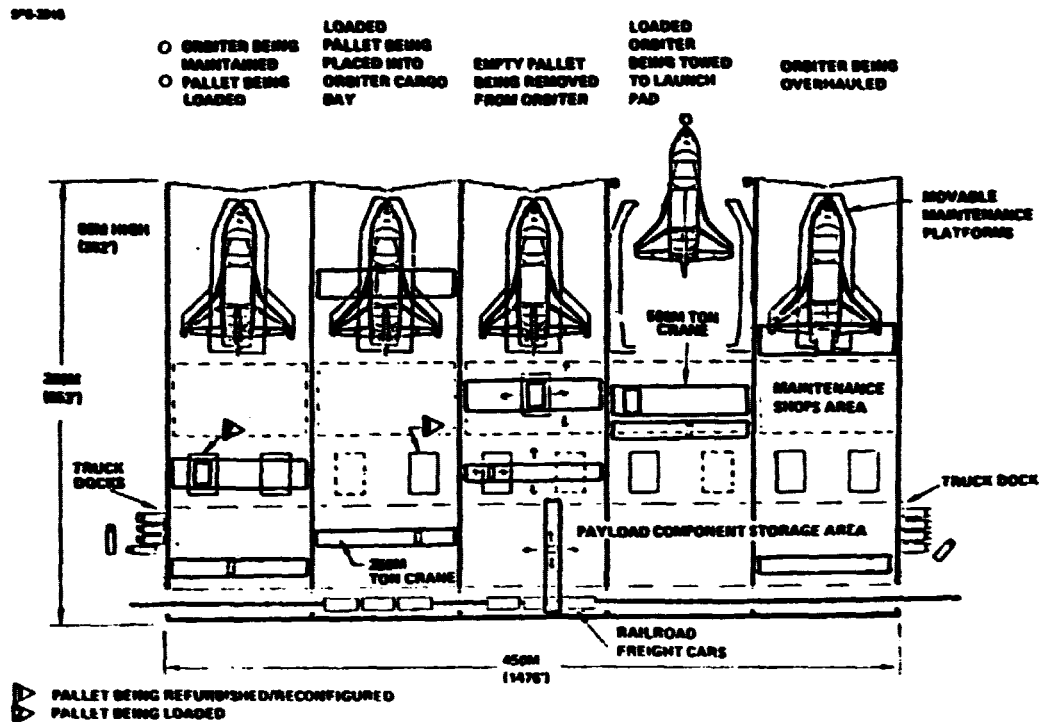 ORBITER BEING
MAINTAINED
PALLET BEING
LOADED
LOADED
PALLET BEING
PLACED INTO
ORBITER CARGO
BAY
EMPTY PALLET
BEING REMOVED
FROM ORBITER
LOADED
ORBITER
BEING TOWED
TO LAUNCH
PAD
ORBITER BEING
OVERHAULED
HIGH
MOVABLE
MAINTENANCE
PLATFORMS
TON
CRANE
(653')
MAINTENANCE
SHOPS AREA
TRUCK
DOCKS
TRUCK DOCK
PAYLOAD COMPONENT STORAGE AREA
TON CRANE
RAILROAD
FREIGHT CARS
450M
(1476')
PALLET BEING REFURBISHED/RECONFIGURED
PALLET BEING LOADED